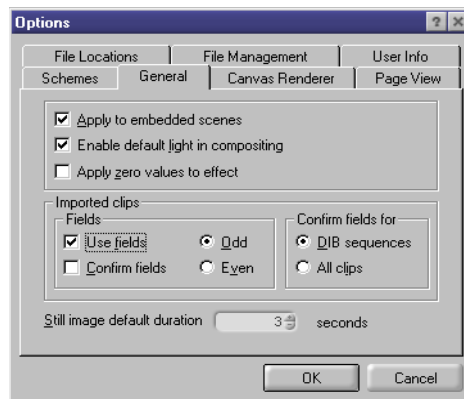 Options
File Locations File Management User Info
Schemes General Canvas Renderer Page View
Apply to embedded scenes
Enable default light in compositing
Apply zero values to effect
Imported clips
Fields Confirm fields for
Use fields Odd DIB sequences
Confirm fields Even All clips
Still image default duration 3 seconds
OK Cancel